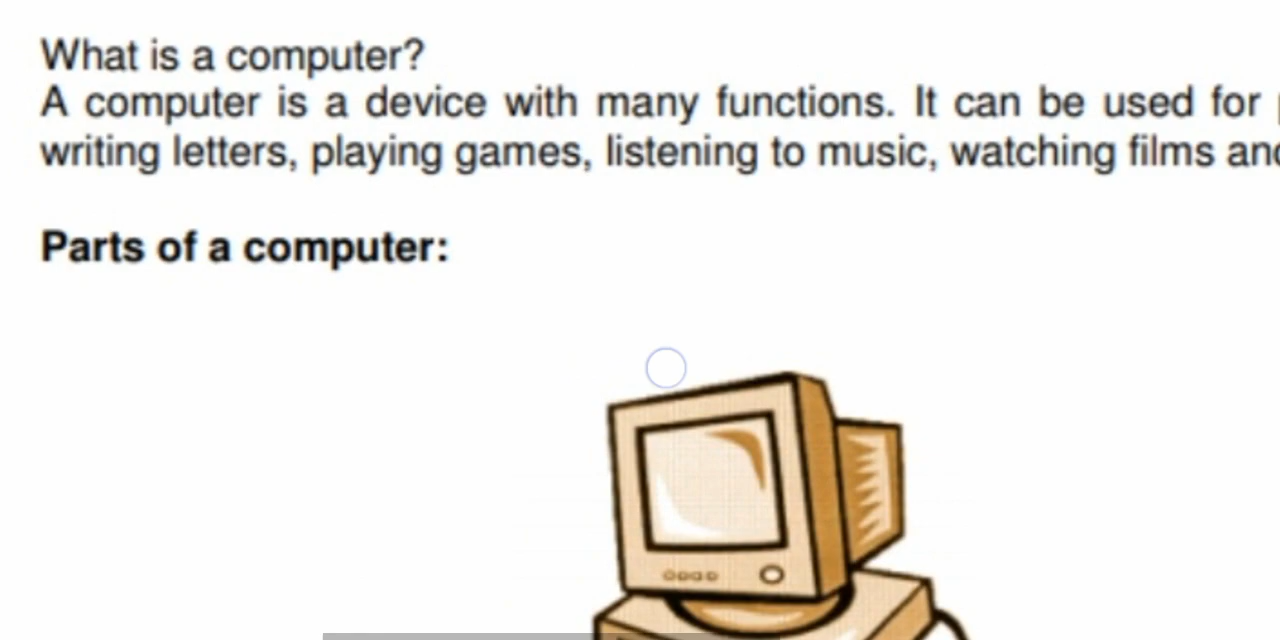 What is a computer?
A computer is a device with many functions. It can be used for
writing letters, playing games, listening to music, watching films
Parts of a computer: